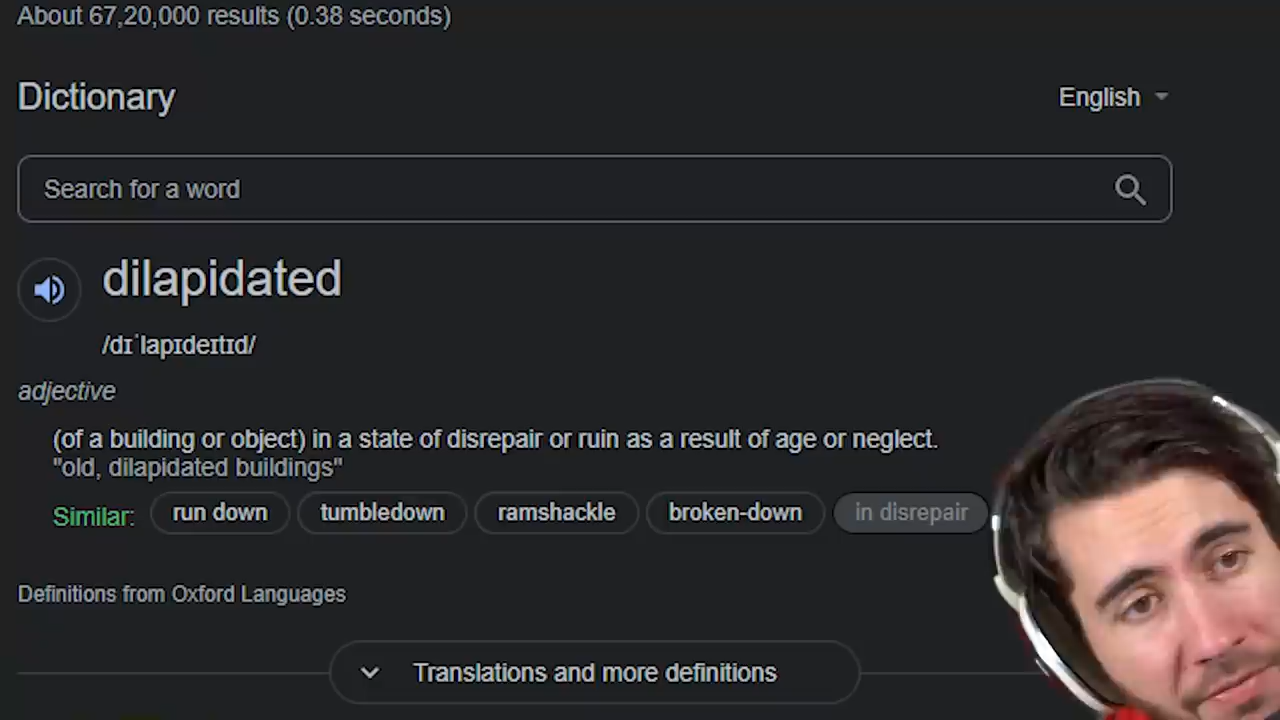 About 67,20,000 results (0.38 seconds)
Dictionary
English
Search for a word
dilapidated
/dɪˈlapɪdeɪtɪd/
adjective
(of a building or object) in a state of disrepair or ruin as a result of age or neglect.
"old, dilapidated buildings"
Similar: run down tumbledown ramshackle broken-down in disrepair
Definitions from Oxford Languages
Translations and more definitions